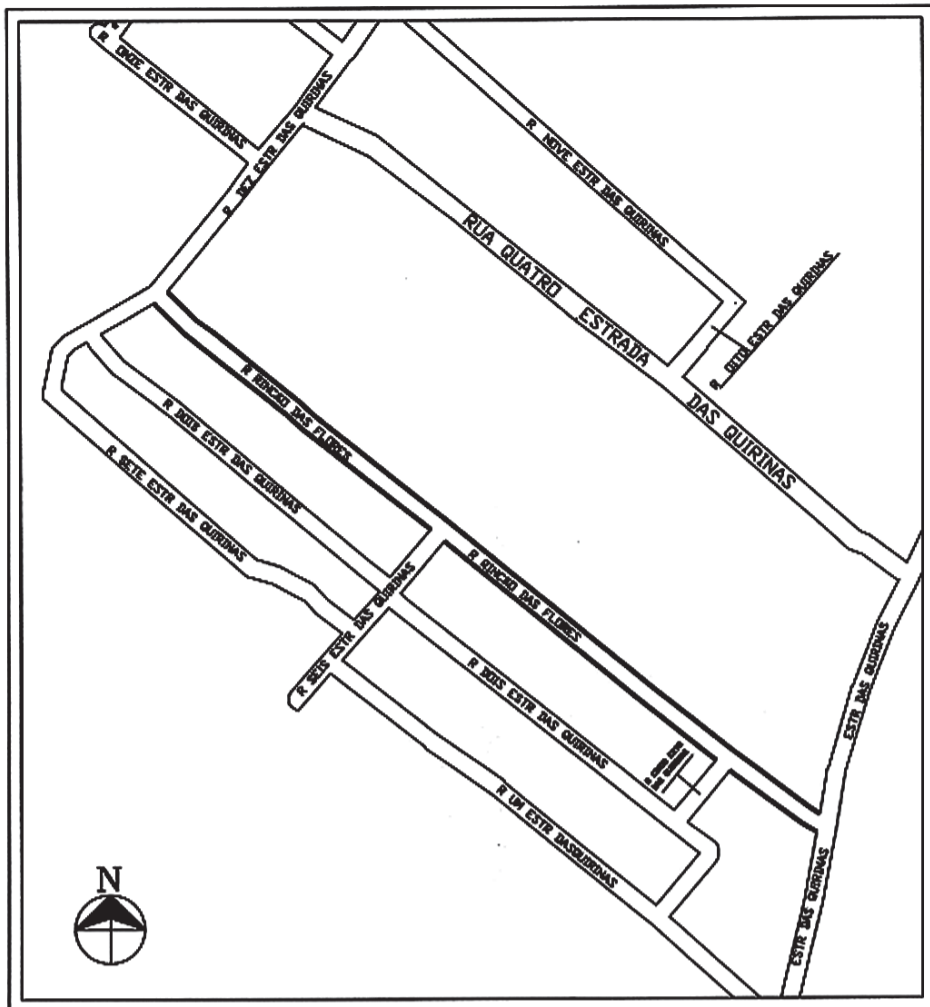 R ONZE ESTR DAS QUIRINAS
R DEZ ESTR DAS QUIRINAS
R NOVE ESTR DAS QUIRINAS
RUA QUATRO ESTRADA DAS QUIRINAS
R OITO ESTR DAS QUIRINAS
R RINCAO DAS FLORES
R DOIS ESTR DAS QUIRINAS
R SETE ESTR DAS QUIRINAS
R RINCAO DAS FLORES
R SEIS ESTR DAS QUIRINAS
R DOIS ESTR DAS QUIRINAS
ESTR DAS QUIRINAS
R UM ESTR DASQUIRINAS
ESTR DAS QUIRINAS
N